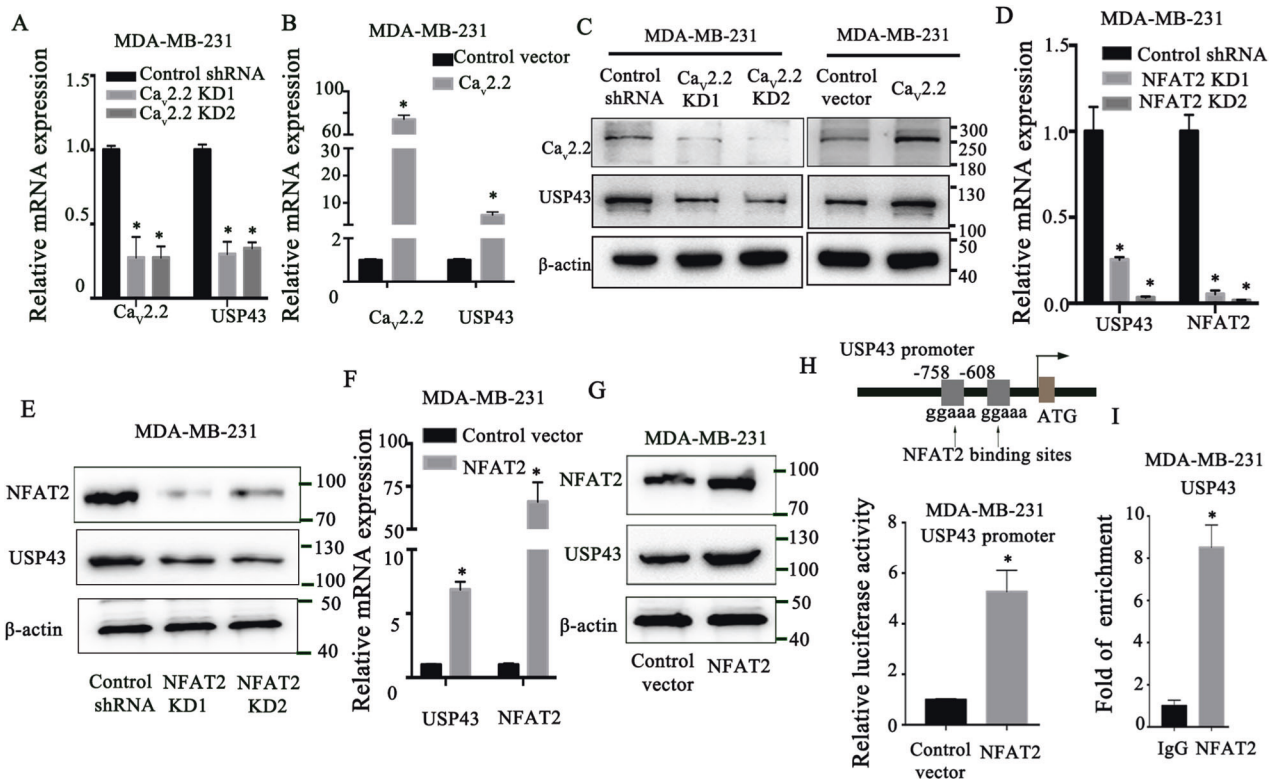 A
MDA-MB-231
Relative mRNA expression
1.5
1.0
0.5
0
Control shRNA
Cav2.2 KD1
Cav2.2 KD2
*
*
*
*
Cav2.2
USP43
B
MDA-MB-231
Relative mRNA expression
100
80
60
30
20
10
2
0
Control vector
Cav2.2
*
*
Cav2.2
USP43
C
MDA-MB-231
MDA-MB-231
Control
shRNA
Cav2.2
KD1
Cav2.2
KD2
Control
vector
Cav2.2
Cav2.2
USP43
β-actin
300
250
180
130
100
50
40
D
MDA-MB-231
Relative mRNA expression
1.5
1.0
0.5
0.0
Control shRNA
NFAT2 KD1
NFAT2 KD2
*
*
*
*
USP43
NFAT2
E
MDA-MB-231
NFAT2
USP43
β-actin
100
70
130
100
50
40
Control
shRNA
NFAT2
KD1
NFAT2
KD2
F
MDA-MB-231
Relative mRNA expression
100
75
50
10
5
0
Control vector
NFAT2
*
*
USP43
NFAT2
G
MDA-MB-231
NFAT2
USP43
β-actin
100
70
130
100
50
40
Control
vector
NFAT2
H
USP43 promoter
-758 -608
ggaaa ggaaa
ATG
NFAT2 binding sites
MDA-MB-231
USP43 promoter
Relative luciferase activity
8
6
4
2
0
*
Control
vector
NFAT2
I
MDA-MB-231
USP43
Fold of enrichment
10
8
6
4
2
0
*
IgG NFAT2